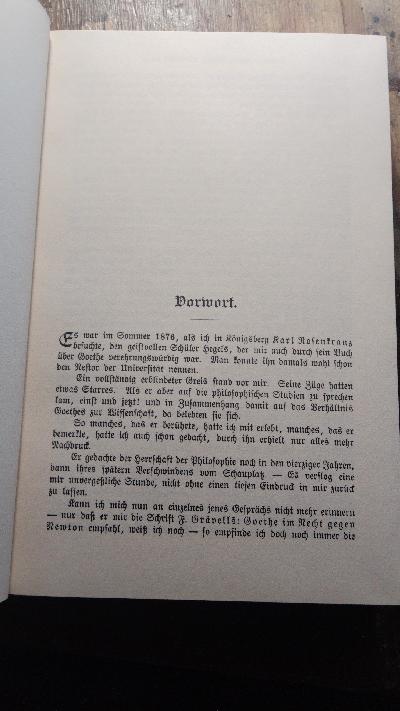 Vorwort.
Es war im Sommer 1876, als ich in Königsberg Karl Rosenkranz
besuchte, den geistvollen Schüler Hegels, der mir auch durch sein Buch
über Goethe verehrungswürdig war. Man konnte ihn damals wohl schon
den Nestor der Universität nennen.
Ein vollständig erblindeter Greis stand vor mir. Seine Züge hatten
etwas Starres. Als er aber auf die philosophischen Studien zu sprechen
kam, einst und jetzt! und in Zusammenhang damit auf das Verhältnis
Goethes zur Wissenschaft, da belebten sie sich.
So manches, das er berührte, hatte ich mit erlebt, manches, das er
bemerkte, hatte ich auch schon gedacht, durch ihn erhielt nur alles mehr
Nachdruck.
Er gedachte der Herrschaft der Philosophie noch in den vierziger Jahren,
dann ihres spätern Verschwindens vom Schauplatz — Es verflog eine
mir unvergeßliche Stunde, nicht ohne einen tiefen Eindruck in mir zurück
zu lassen.
Kann ich mich nun an einzelnes jenes Gesprächs nicht mehr erinnern
— nur daß er mir die Schrift F. Grävells: Goethe im Recht gegen
Newton empfahl, weiß ich noch — so empfinde ich doch noch immer die